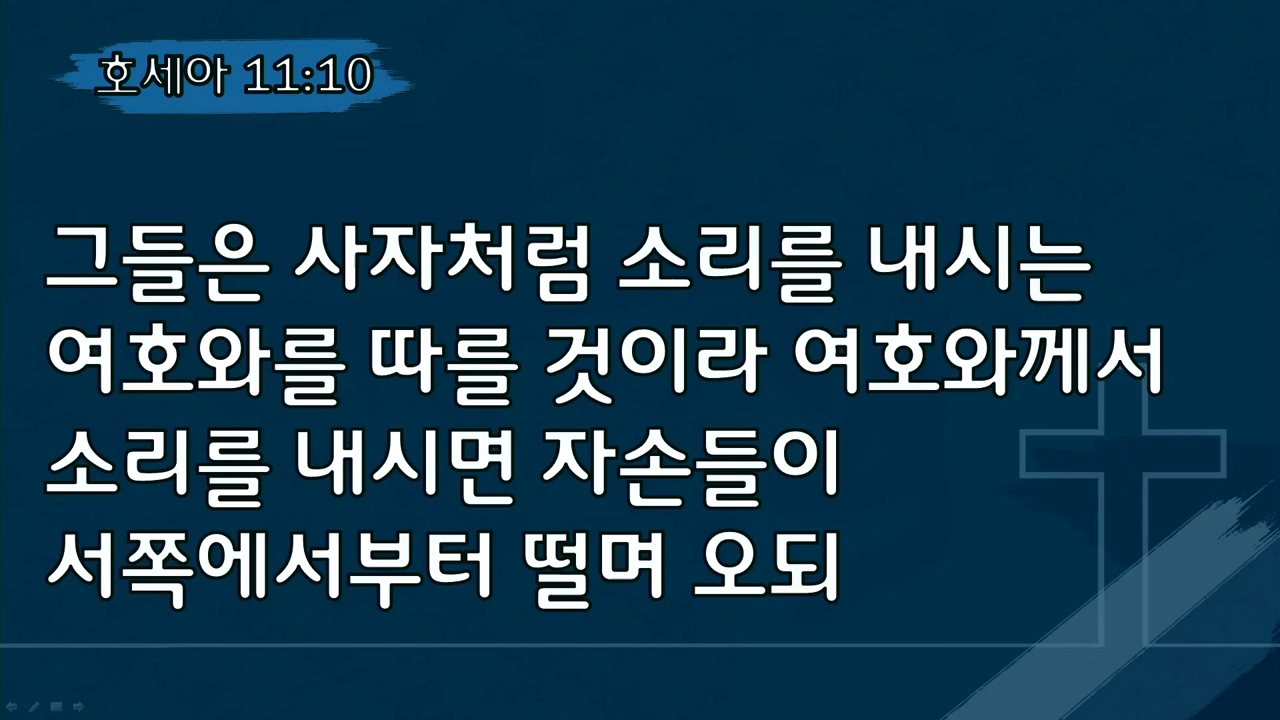 호세아 11:10
그들은 사자처럼 소리를 내시는
여호와를 따를 것이라 여호와께서
소리를 내시면 자손들이
서쪽에서부터 떨며 오되